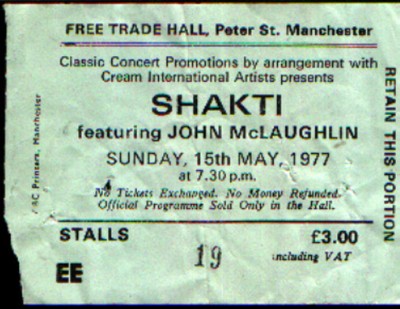 FREE TRADE HALL, Peter St. Manchester
Classic Concert Promotions by arrangement with
Cream International Artists presents
SHAKTI
featuring JOHN McLAUGHLIN
SUNDAY, 15th MAY, 1977
at 7.30 p.m.
No Tickets Exchanged. No Money Refunded.
Official Programme Sold Only in the Hall.
STALLS
£3.00
including VAT
EE
19
RETAIN THIS PORTION
Printers, Manchester